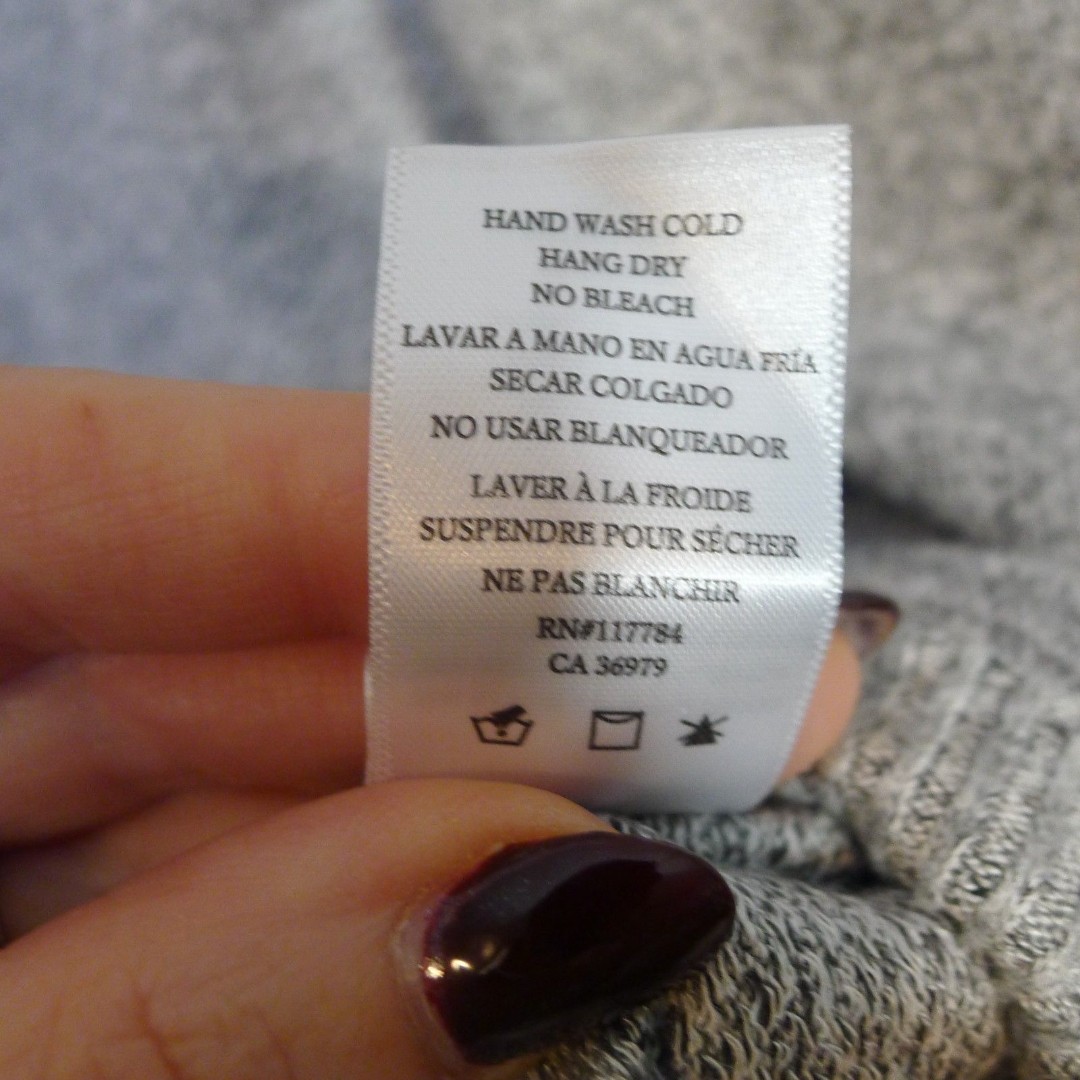 HAND WASH COLD
HANG DRY
NO BLEACH
LAVAR A MANO EN AGUA FRÍA
SECAR COLGADO
NO USAR BLANQUEADOR
LAVER À LA FROIDE
SUSPENDRE POUR SÉCHER
NE PAS BLANCHIR
RN#117784
CA 36979